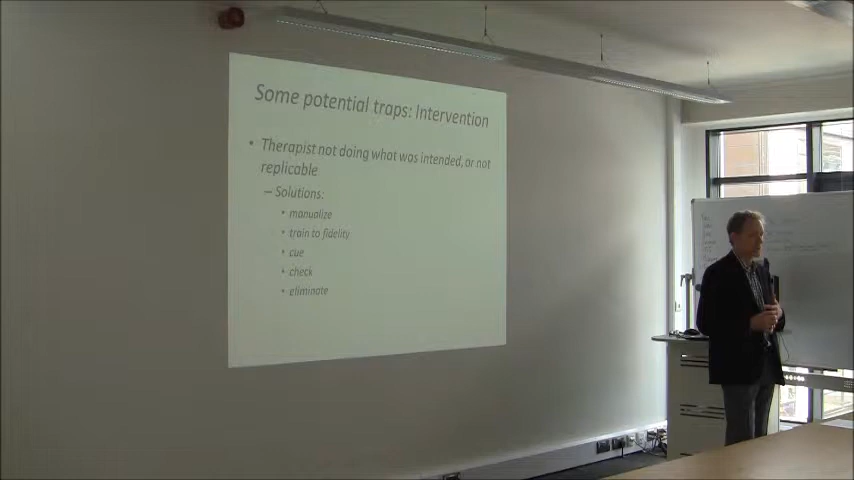 Some potential traps: Intervention
• Therapist not doing what was intended, or not
replicable
– Solutions:
• manualize
• train to fidelity
• cue
• check
• eliminate